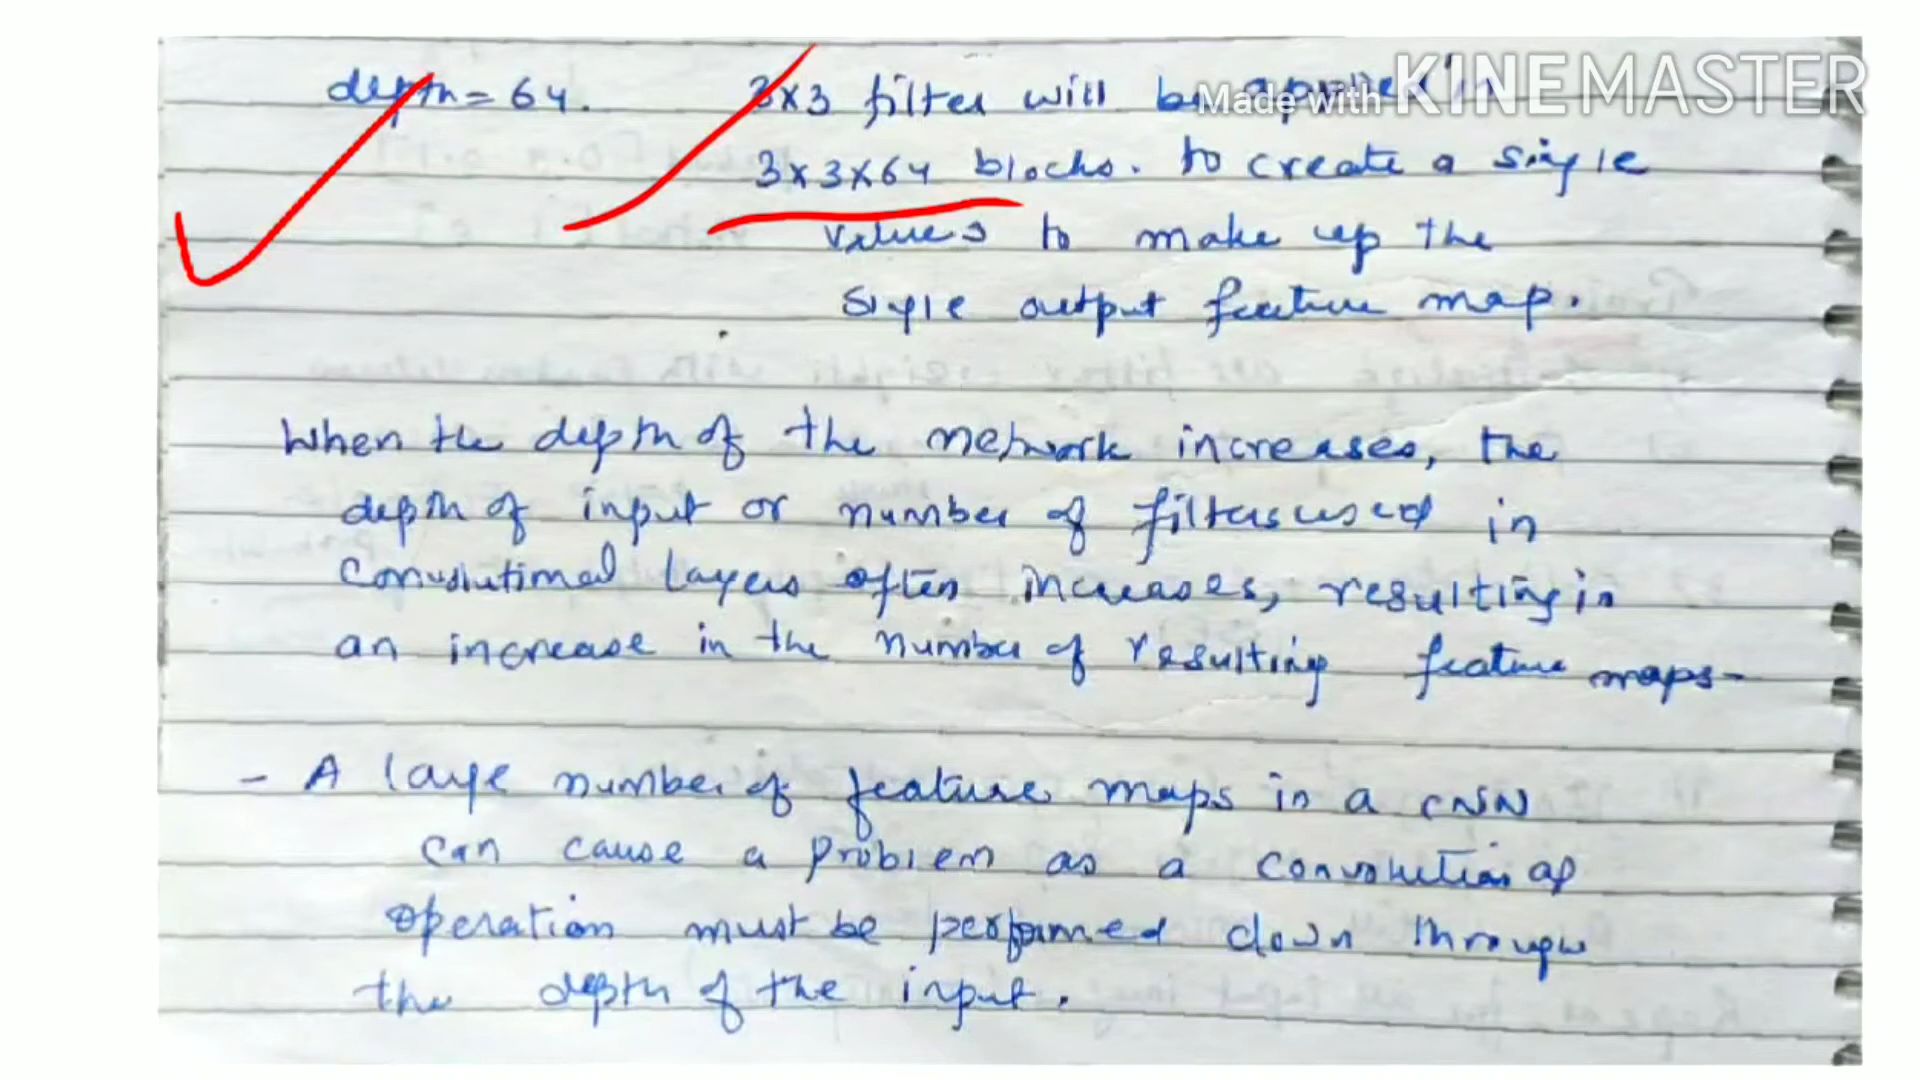 depth = 64. 3x3 filter will be applied in
Made with KINEMASTER
3x3x64 blocks. to create a single
values to make up the
single output feature map.
When the depth of the network increases, the
depth of input or number of filters used in
Convolutional Layers often increases, resulting in
an increase in the number of resulting feature maps-
- A large number of feature maps in a CNN
can cause a problem as a convolutional
operation must be performed down through
the depth of the input.